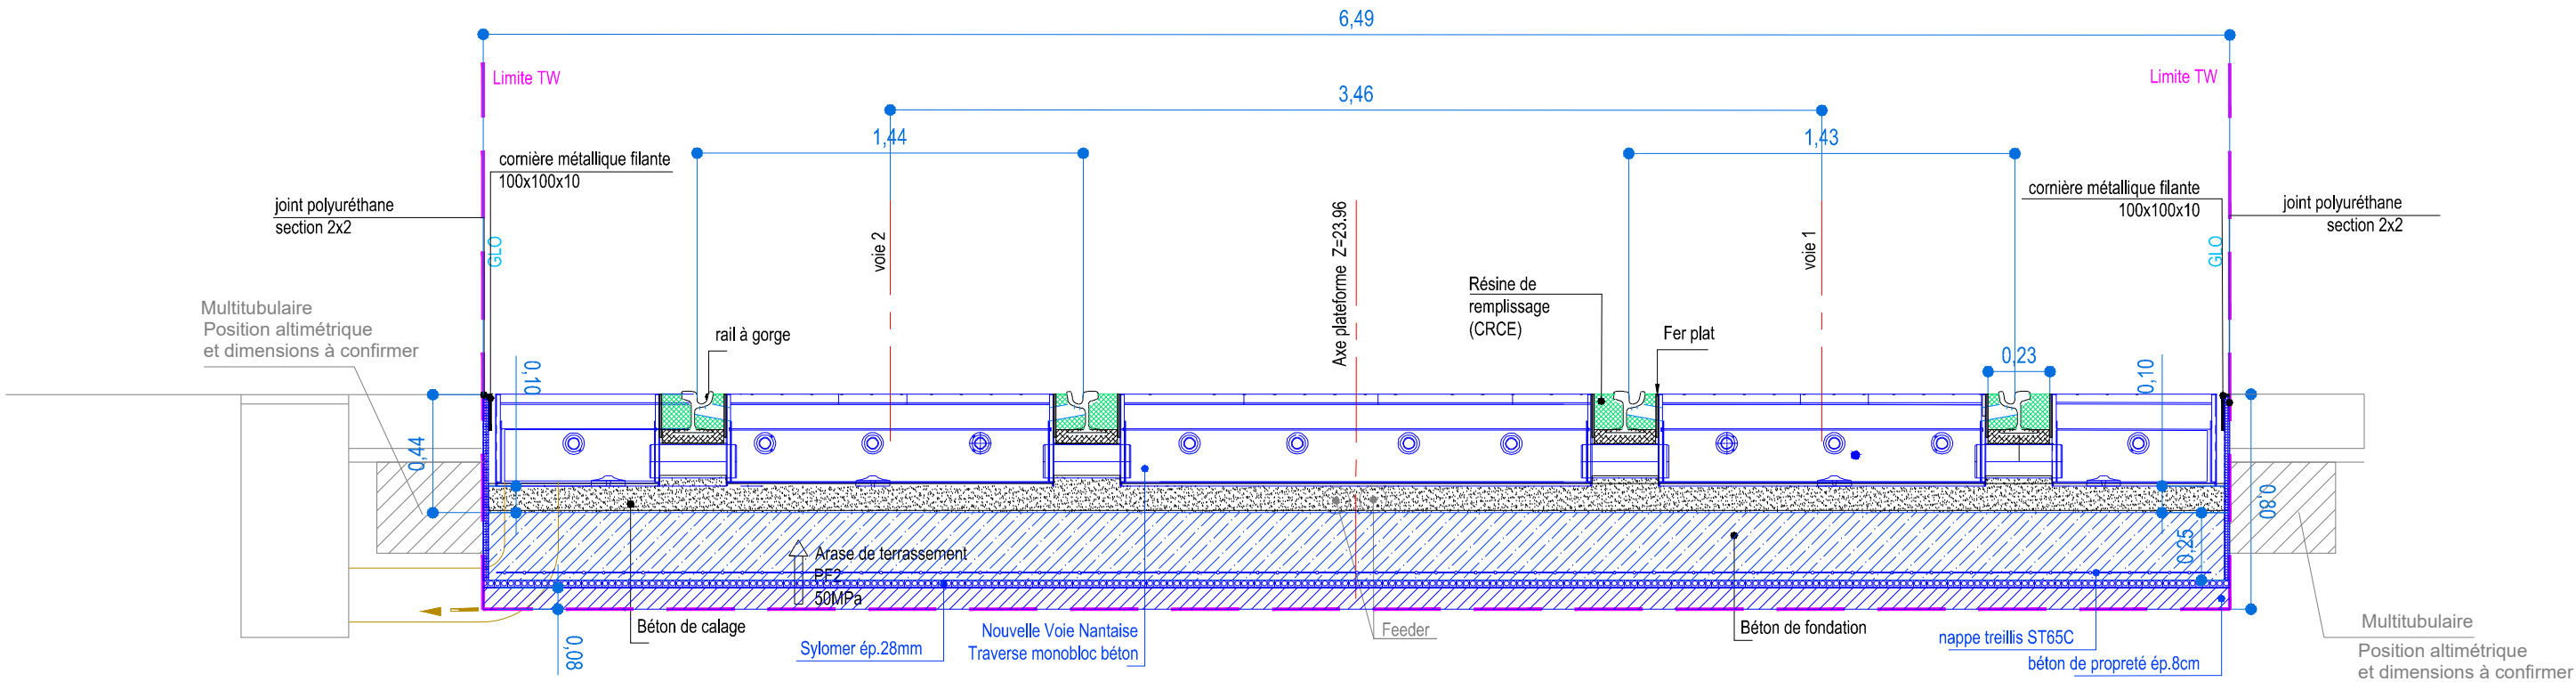 6,49
Limite TW
Limite TW
3,46
1,44
1,43
cornière métallique filante
100x100x10
cornière métallique filante
100x100x10
joint polyuréthane
section 2x2
joint polyuréthane
section 2x2
GLO
voie 2
Axe plateforme Z=23.96
voie 1
GLO
Résine de
remplissage
(CRCE)
Multitubulaire
Position altimétrique
et dimensions à confirmer
rail à gorge
Fer plat
0,23
0,10
0,10
0,44
0,80
0,25
Arase de terrassement
PF2
50MPa
Béton de calage
0,08
Sylomer ép.28mm
Nouvelle Voie Nantaise
Traverse monobloc béton
Feeder
Béton de fondation
nappe treillis ST65C
béton de propreté ép.8cm
Multitubulaire
Position altimétrique
et dimensions à confirmer